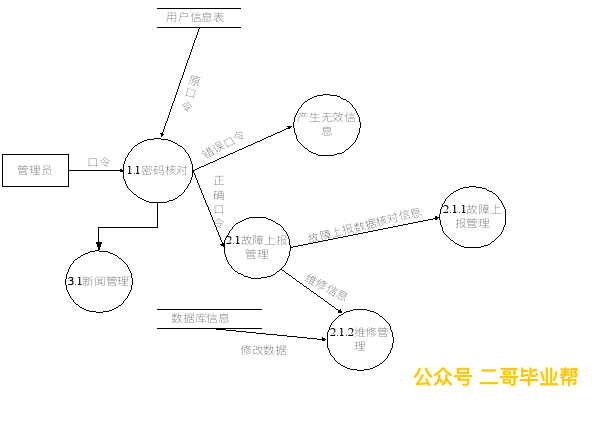 用户信息表
原口令
产生无效信
息
错误口令
管理员
口令
1.1密码核对
正确口令
2.1故障上报
管理
故障上报数据核对信息
2.1.1故障上
报管理
3.1新闻管理
维修信息
数据库信息
修改数据
2.1.2维修管
理
公众号 二哥毕业帮